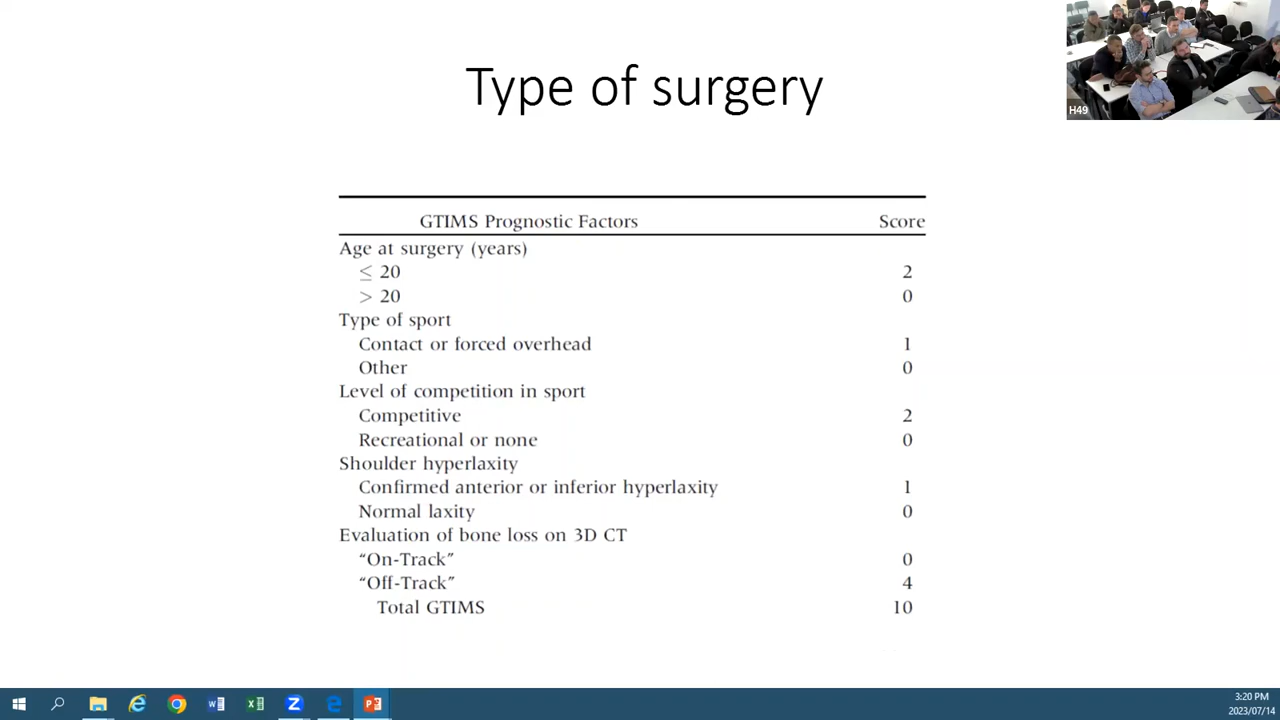 Type of surgery
H49
GTIMS Prognostic Factors Score
Age at surgery (years)
≤ 20 2
> 20 0
Type of sport
Contact or forced overhead 1
Other 0
Level of competition in sport
Competitive 2
Recreational or none 0
Shoulder hyperlaxity
Confirmed anterior or inferior hyperlaxity 1
Normal laxity 0
Evaluation of bone loss on 3D CT
“On-Track” 0
“Off-Track” 4
Total GTIMS 10
3:20 PM
2023/07/14